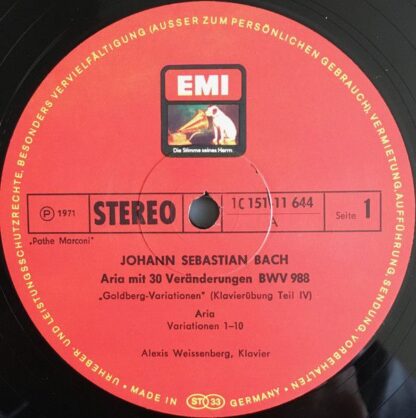 URHEBER- UND LEISTUNGSSCHUTZRECHTE, BESONDERS VERVIELFÄLTIGUNG (AUSSER ZUM PERSÖNLICHEN GEBRAUCH), VERMIETUNG, AUFFÜHRUNG, SENDUNG VORBEHALTEN
EMI
Die Stimme seines Herrn
Ⓟ 1971
STEREO
1C 151-11 644
A
Seite 1
„Pathe Marconi"
JOHANN SEBASTIAN BACH
Aria mit 30 Veränderungen BWV 988
„Goldberg-Variationen" (Klavierübung Teil IV)
Aria
Variationen 1–10
Alexis Weissenberg, Klavier
• MADE IN ST 33 GERMANY •